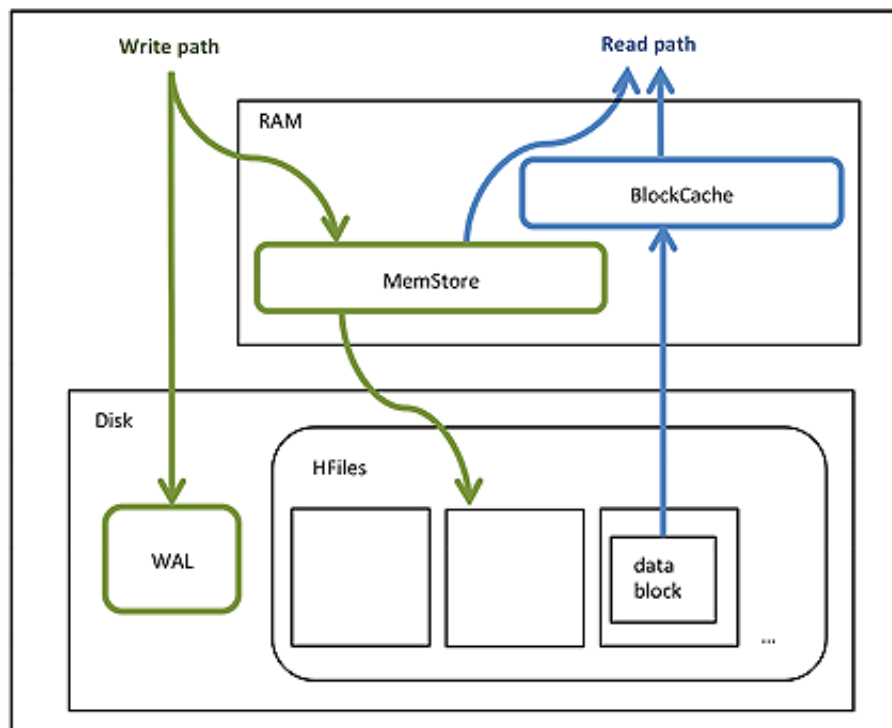 Write path
Read path
RAM
BlockCache
MemStore
Disk
HFiles
WAL
data
block
...